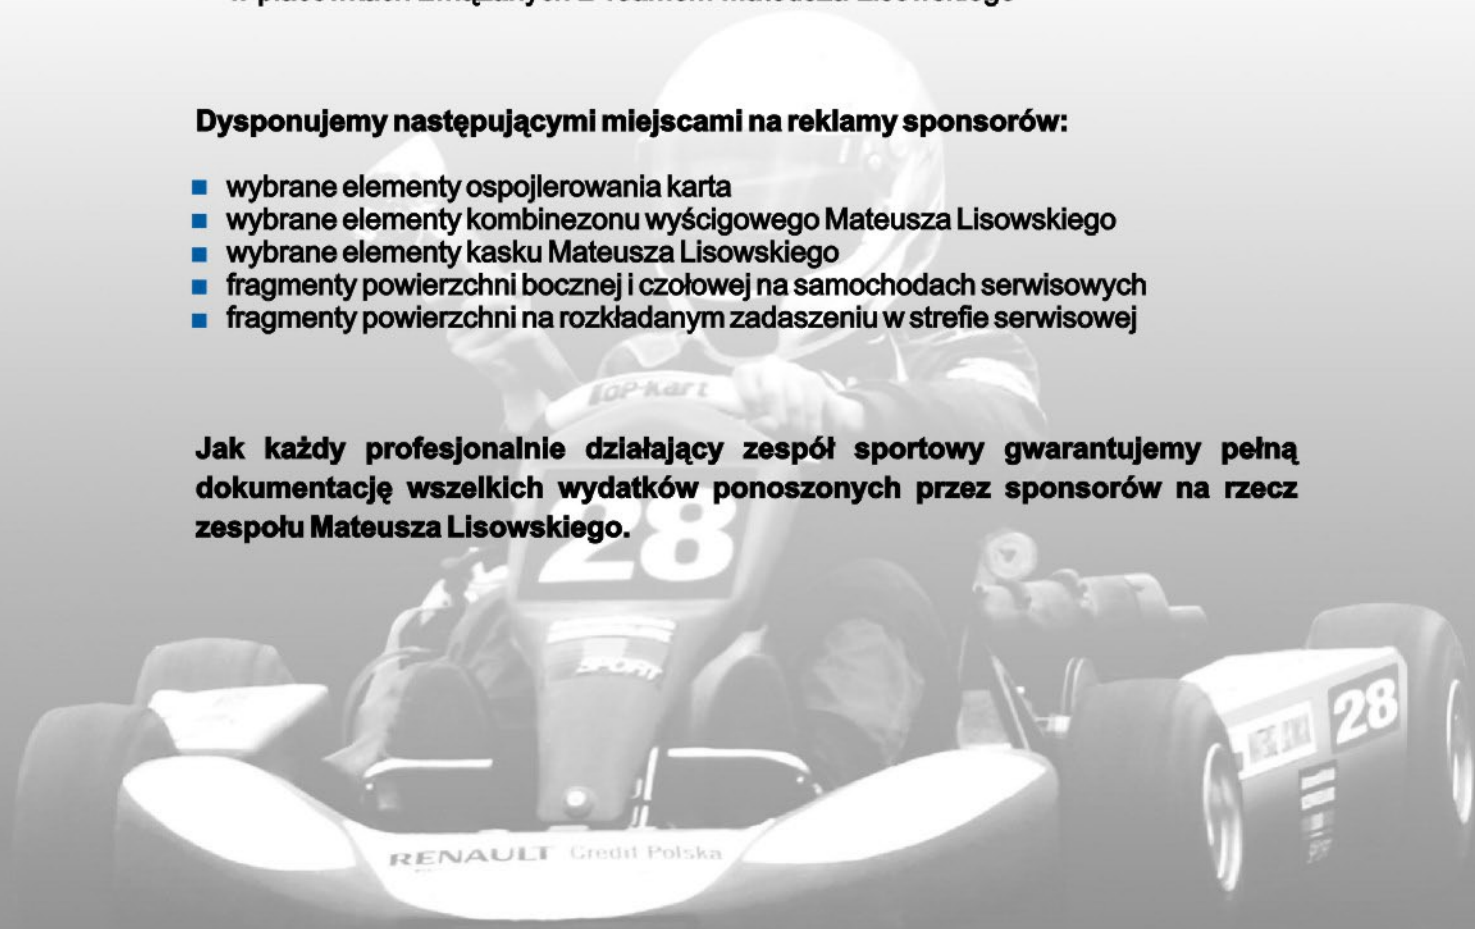 Dysponujemy następującymi miejscami na reklamy sponsorów:
wybrane elementy ospojlerowania karta
wybrane elementy kombinezonu wyścigowego Mateusza Lisowskiego
wybrane elementy kasku Mateusza Lisowskiego
fragmenty powierzchni bocznej i czołowej na samochodach serwisowych
fragmenty powierzchni na rozkładanym zadaszeniu w strefie serwisowej
ToP-kart
Jak każdy profesjonalnie działający zespół sportowy gwarantujemy pełną
dokumentację wszelkich wydatków ponoszonych przez sponsorów na rzecz
zespołu Mateusza Lisowskiego.
28
SPORT
28
RENAULT Credit Polska